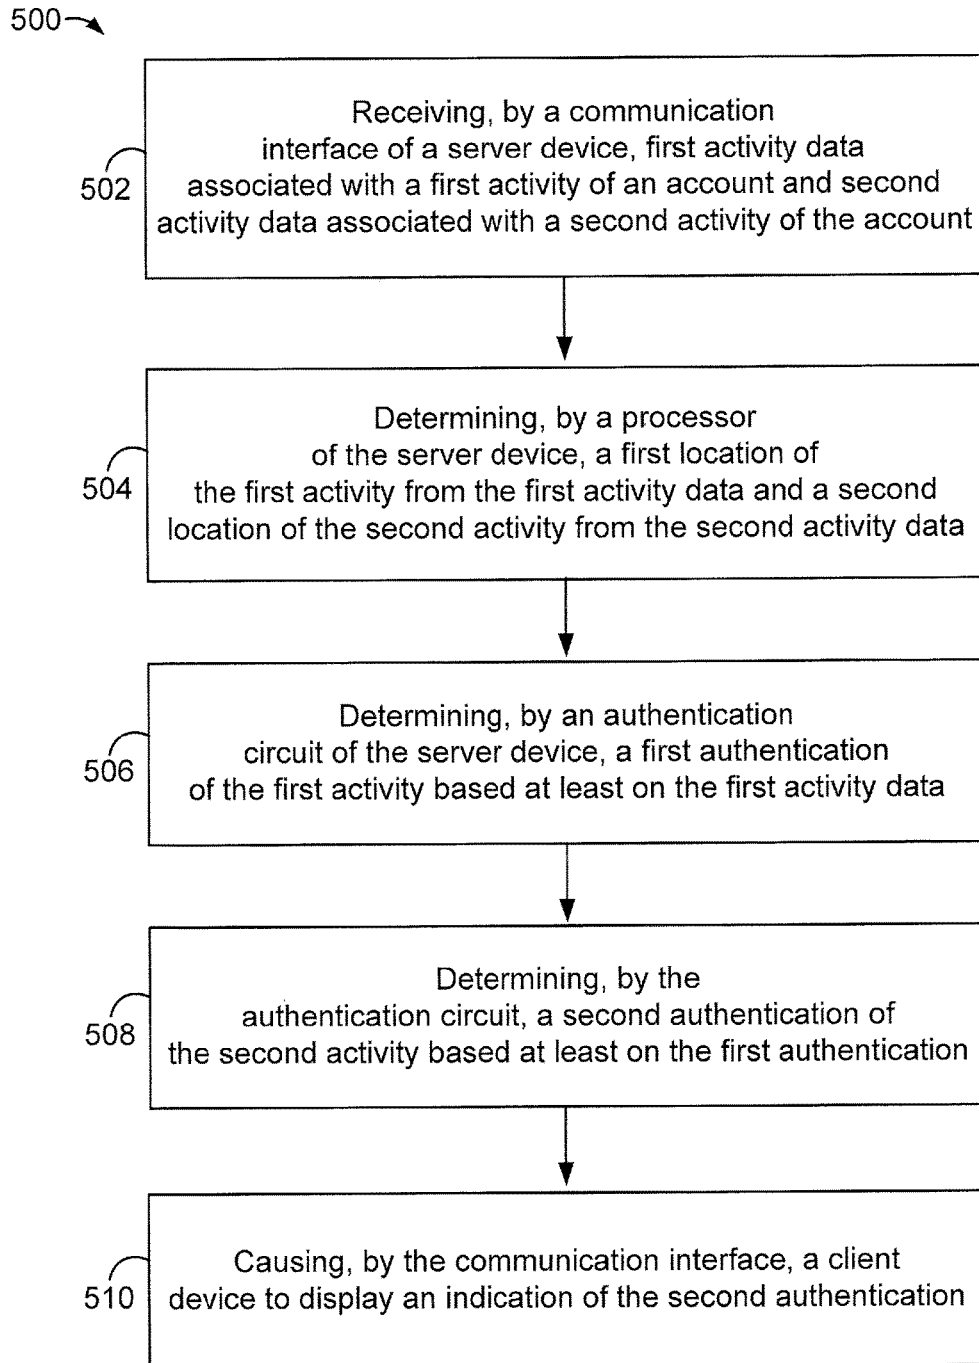 500
Receiving, by a communication
interface of a server device, first activity data
associated with a first activity of an account and second
activity data associated with a second activity of the account
502
Determining, by a processor
of the server device, a first location of
the first activity from the first activity data and a second
location of the second activity from the second activity data
504
Determining, by an authentication
circuit of the server device, a first authentication
of the first activity based at least on the first activity data
506
Determining, by the
authentication circuit, a second authentication of
the second activity based at least on the first authentication
508
Causing, by the communication interface, a client
device to display an indication of the second authentication
510